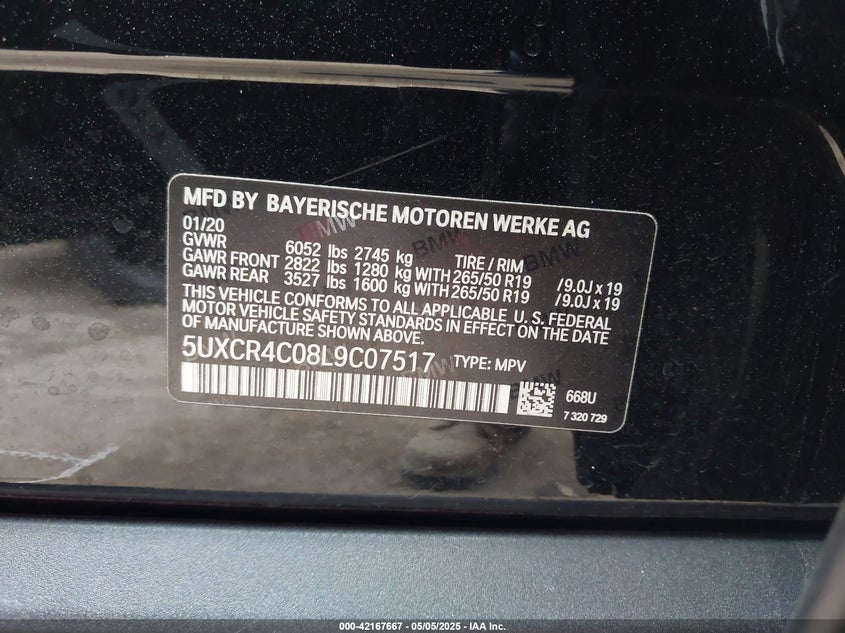 MFD BY BAYERISCHE MOTOREN WERKE AG
01/20
GVWR 6052 lbs 2745 kg TIRE / RIM
GAWR FRONT 2822 lbs 1280 kg WITH 265/50 R19 /9.0J x 19
GAWR REAR 3527 lbs 1600 kg WITH 265/50 R19 /9.0J x 19
THIS VEHICLE CONFORMS TO ALL APPLICABLE U. S. FEDERAL
MOTOR VEHICLE SAFETY STANDARDS IN EFFECT ON THE DATE
OF MANUFACTURE SHOWN ABOVE.
5UXCR4C08L9C07517 TYPE: MPV
668U
7 320 729
BMW
BMW
BMW
000-42167667 - 05/05/2025 - IAA Inc.